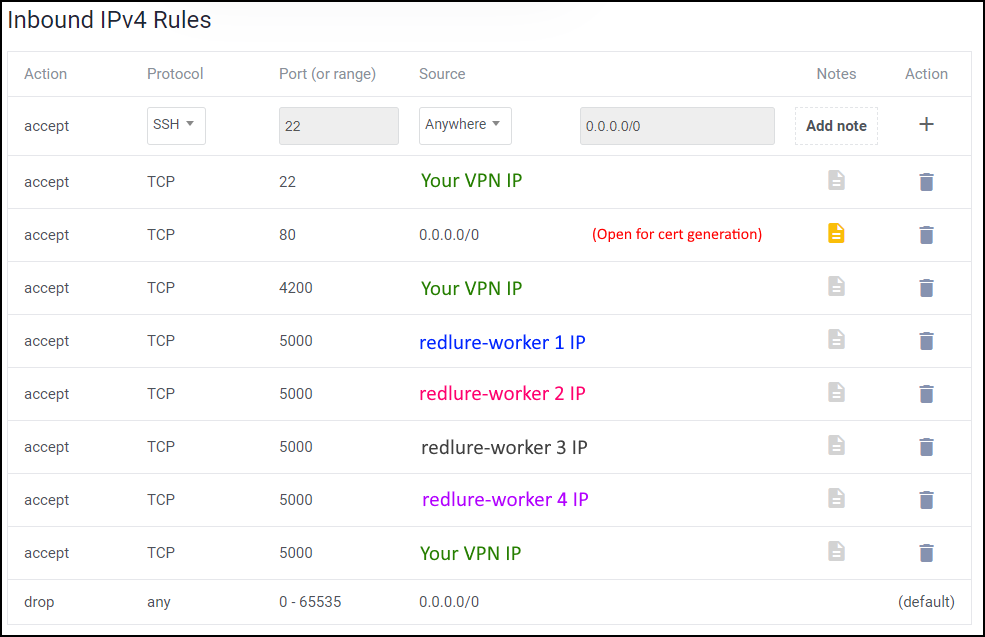 Inbound IPv4 Rules
Action Protocol Port (or range) Source Notes Action
accept SSH 22 Anywhere 0.0.0.0/0 Add note +
accept TCP 22 Your VPN IP
accept TCP 80 0.0.0.0/0 (Open for cert generation)
accept TCP 4200 Your VPN IP
accept TCP 5000 redlure-worker 1 IP
accept TCP 5000 redlure-worker 2 IP
accept TCP 5000 redlure-worker 3 IP
accept TCP 5000 redlure-worker 4 IP
accept TCP 5000 Your VPN IP
drop any 0 - 65535 0.0.0.0/0 (default)